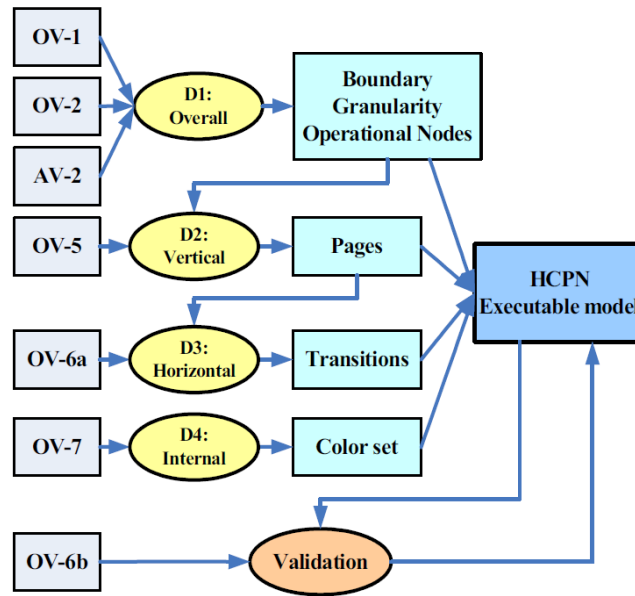 OV-1
OV-2
AV-2
D1:
Overall
Boundary
Granularity
Operational Nodes
OV-5
D2:
Vertical
Pages
HCPN
Executable model
OV-6a
D3:
Horizontal
Transitions
OV-7
D4:
Internal
Color set
OV-6b
Validation